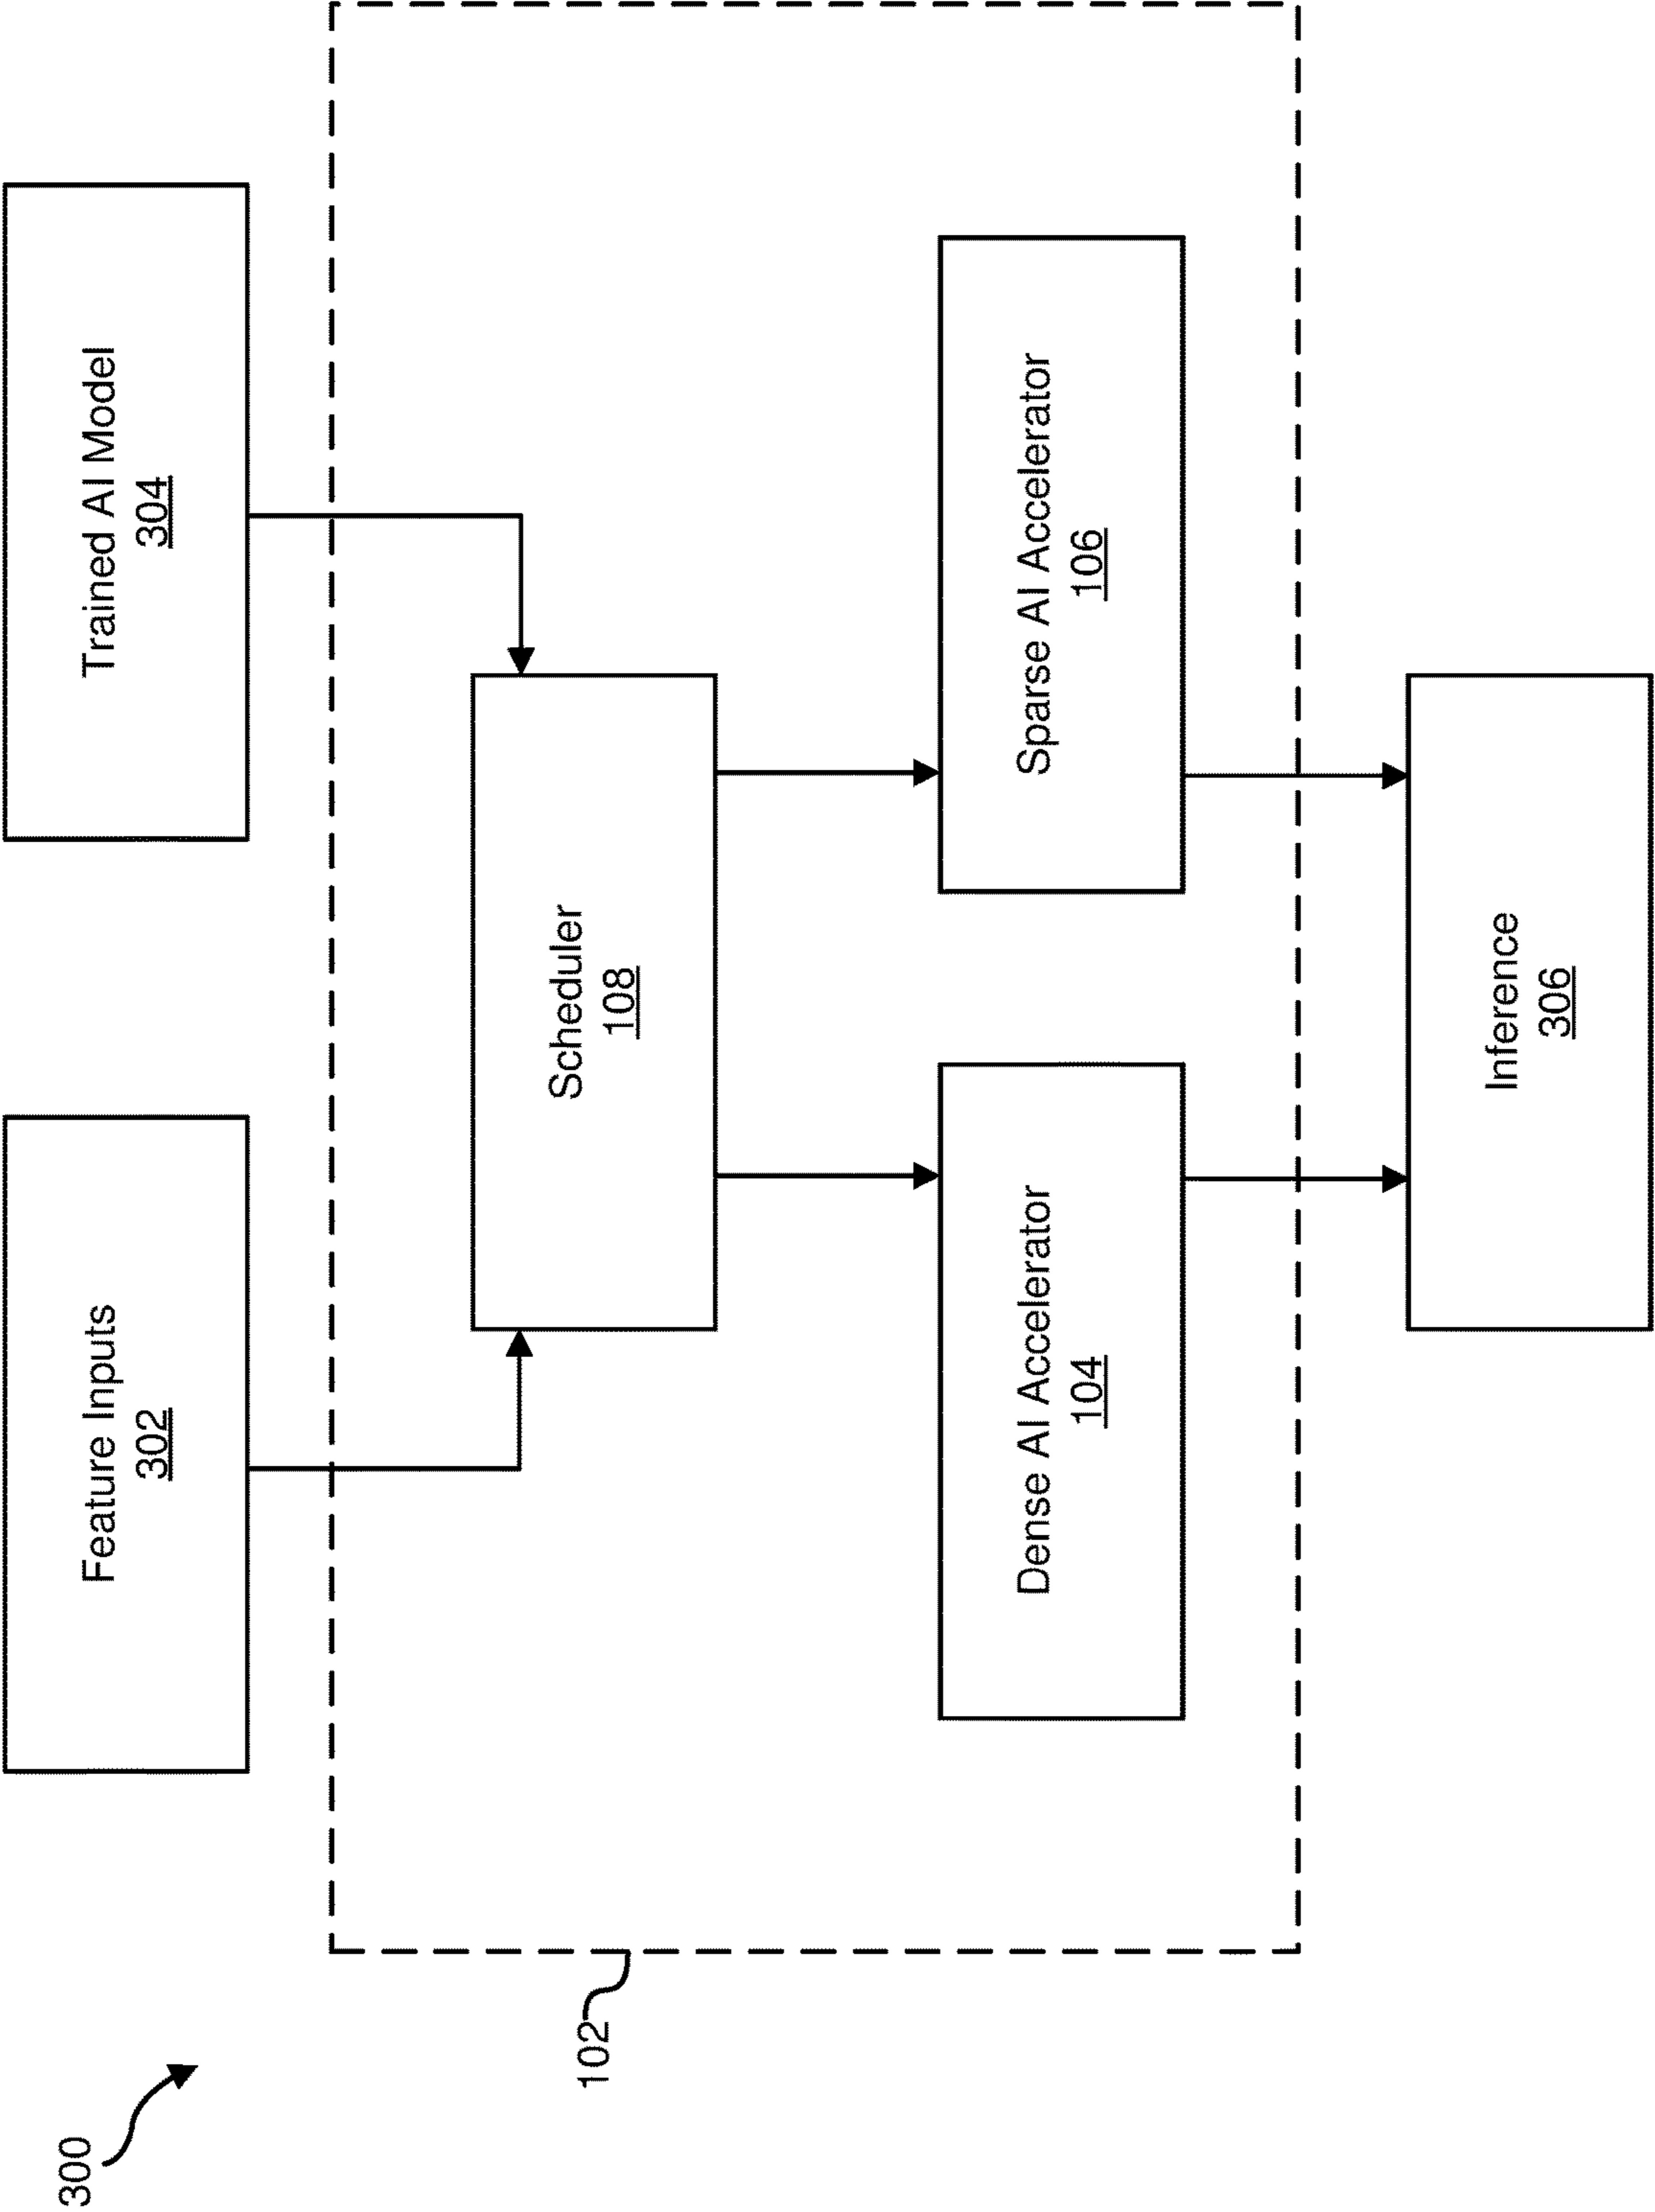 300
102
Feature Inputs
302
Trained AI Model
304
Scheduler
108
Dense AI Accelerator
104
Sparse AI Accelerator
106
Inference
306